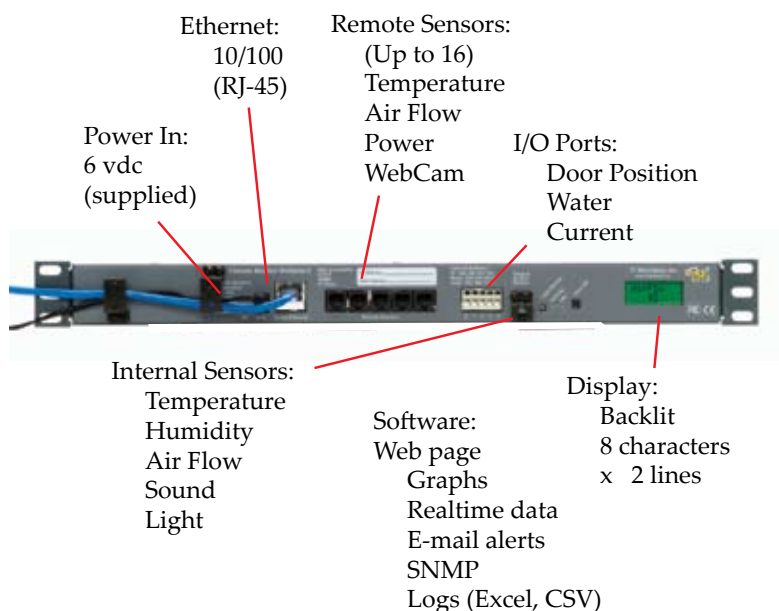 Ethernet:
10/100
(RJ-45)
Remote Sensors:
(Up to 16)
Temperature
Air Flow
Power
WebCam
Power In:
6 vdc
(supplied)
I/O Ports:
Door Position
Water
Current
Internal Sensors:
Temperature
Humidity
Air Flow
Sound
Light
Software:
Web page
Graphs
Realtime data
E-mail alerts
SNMP
Logs (Excel, CSV)
Display:
Backlit
8 characters
x 2 lines